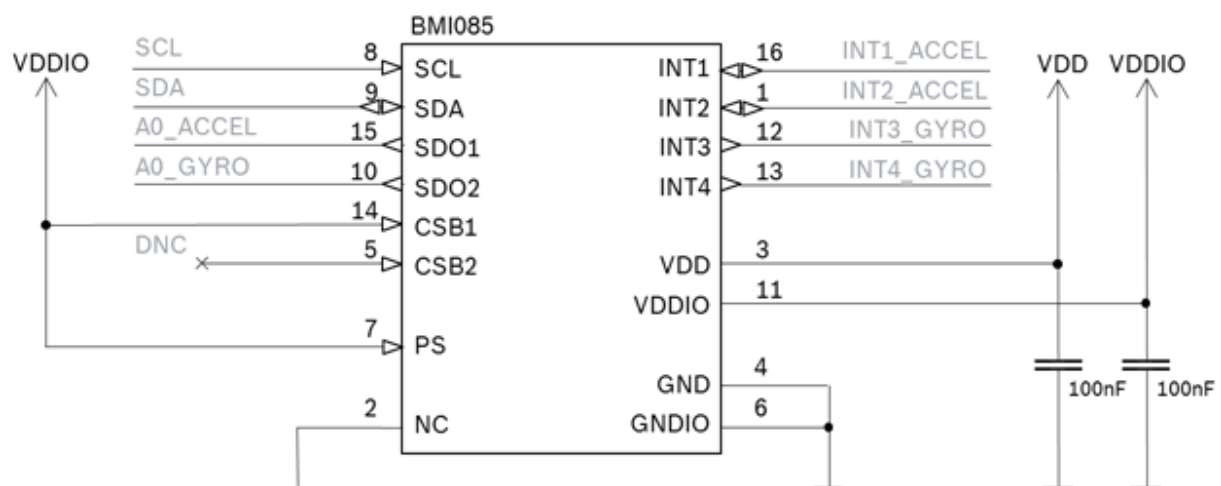 BMI085
VDDIO
SCL 8 SCL
SDA 9 SDA
A0_ACCEL 15 SDO1
A0_GYRO 10 SDO2
14 CSB1
DNC 5 CSB2
7 PS
2 NC
INT1 16 INT1_ACCEL
INT2 1 INT2_ACCEL
INT3 12 INT3_GYRO
INT4 13 INT4_GYRO
VDD 3
VDDIO 11
GND 4
GNDIO 6
VDD VDDIO
100nF 100nF